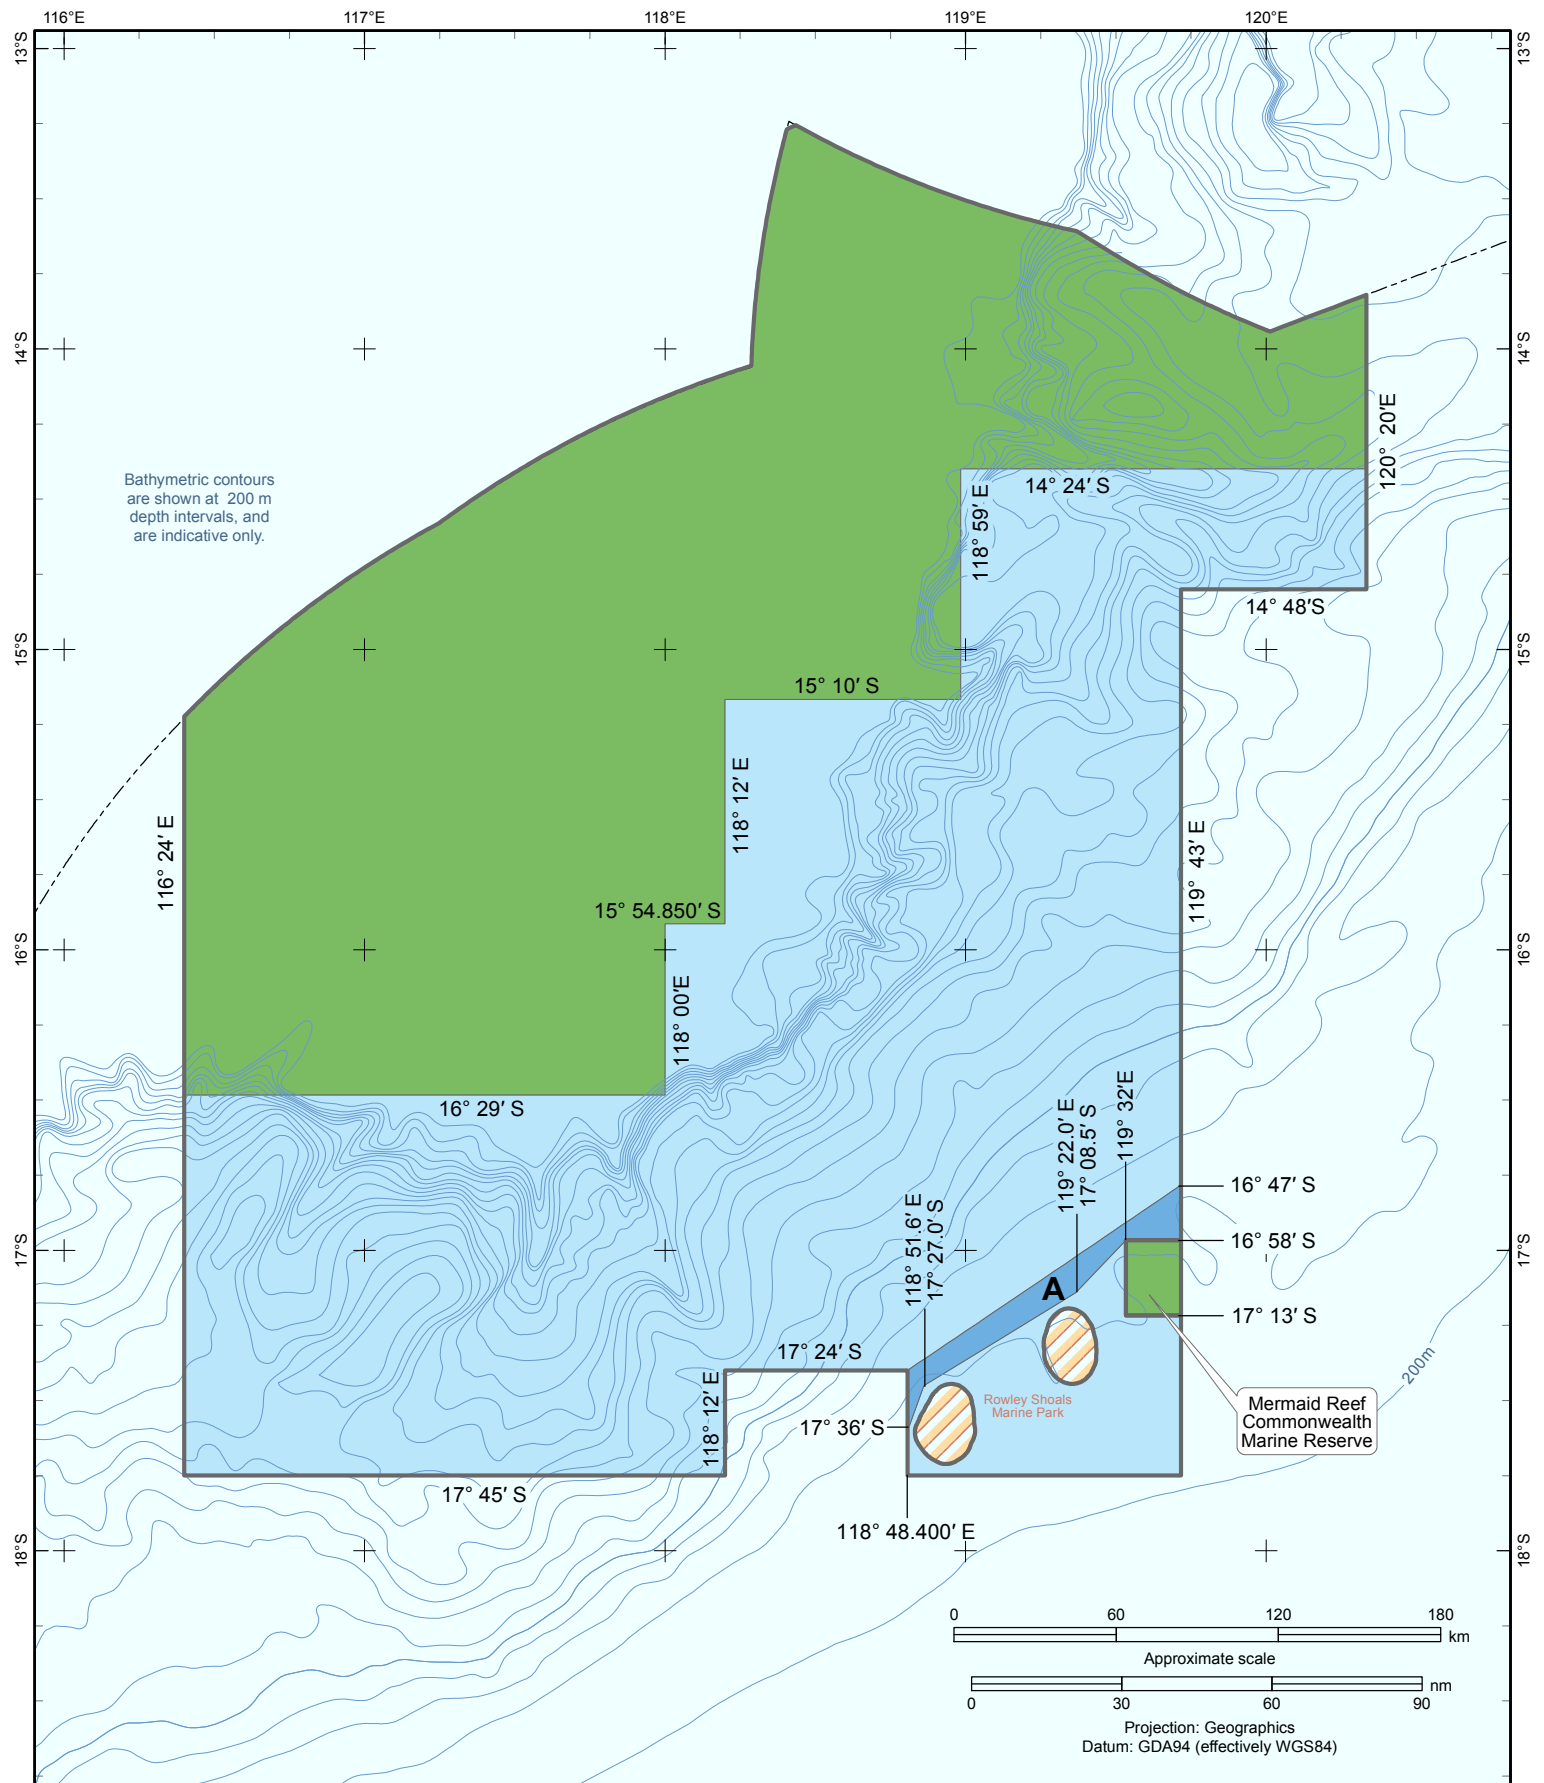 116°E
117°E
118°E
119°E
120°E
13°S
13°S
14°S
14°S
120° 20'E
Bathymetric contours
are shown at 200 m
depth intervals, and
are indicative only.
14° 24' S
118° 59' E
14° 48'S
15°S
15°S
15° 10' S
118° 12' E
116° 24' E
119° 43' E
15° 54.850' S
16°S
16°S
118° 00'E
16° 29' S
119° 22.0' E
17° 08.5' S
119° 32'E
16° 47' S
118° 51.6' E
17° 27.0' S
16° 58' S
17°S
17°S
A
17° 13' S
17° 24' S
118° 12' E
200m
Rowley Shoals
Marine Park
Mermaid Reef
Commonwealth
Marine Reserve
17° 36' S
17° 45' S
118° 48.400' E
18°S
18°S
0 60 120 180
km
Approximate scale
nm
0 30 60 90
Projection: Geographics
Datum: GDA94 (effectively WGS84)